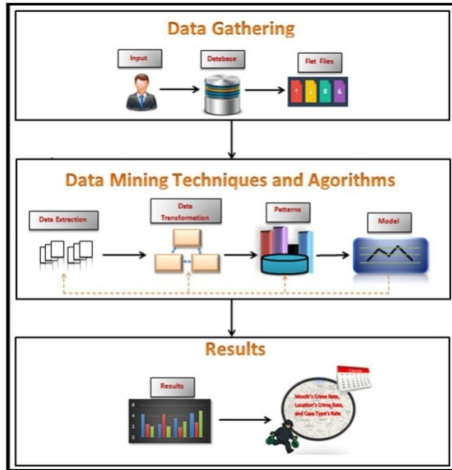 Data Gathering
Input
Database
Flat Files
Data Mining Techniques and Agorithms
Data Extraction
Data
Transformation
Patterns
Model
Results
Results
Month's Crime Rate,
Location's Crime Rate,
and Case Type's Rate